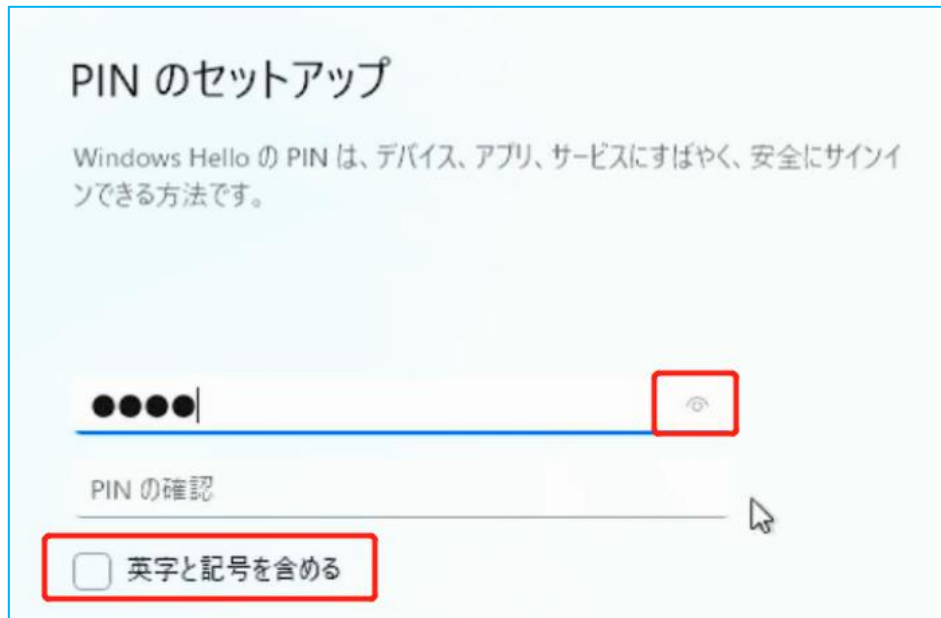 PIN のセットアップ
Windows Hello の PIN は、デバイス、アプリ、サービスにすばやく、安全にサインイ
ンできる方法です。
●●●●
PIN の確認
英字と記号を含める